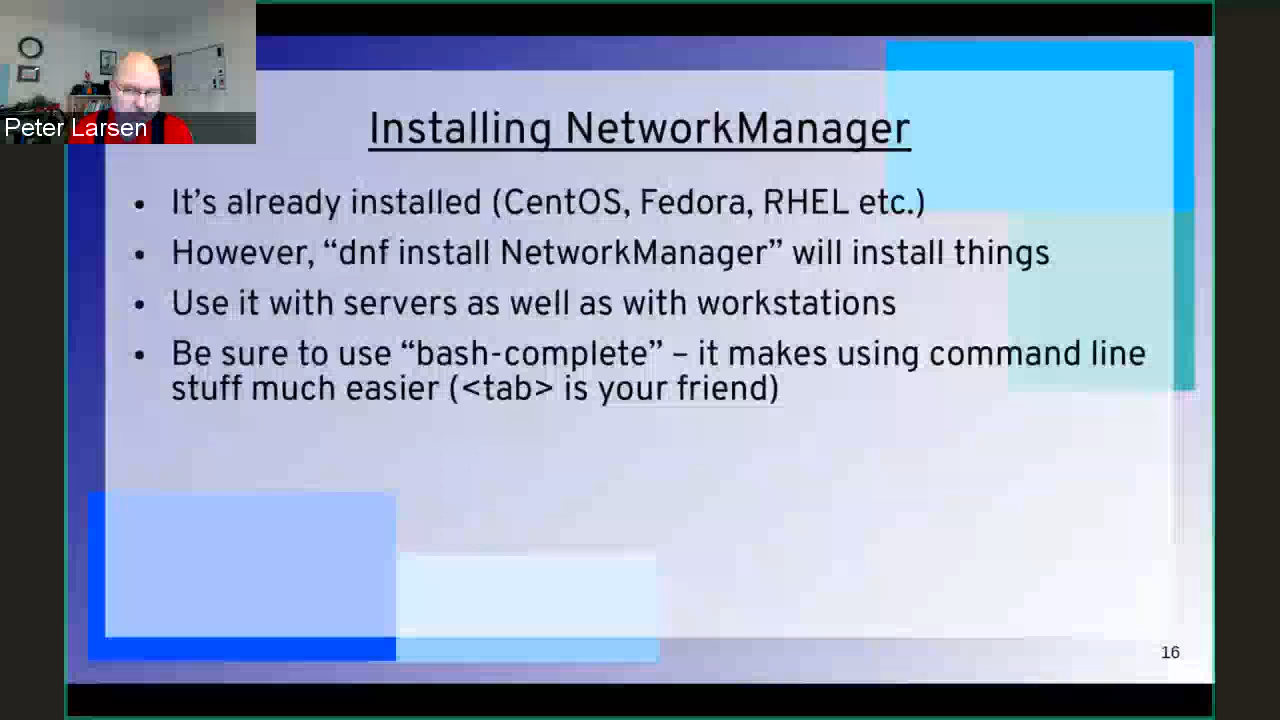 Peter Larsen
Installing NetworkManager
• It’s already installed (CentOS, Fedora, RHEL etc.)
• However, “dnf install NetworkManager” will install things
• Use it with servers as well as with workstations
• Be sure to use “bash-complete” – it makes using command line
stuff much easier (<tab> is your friend)
16